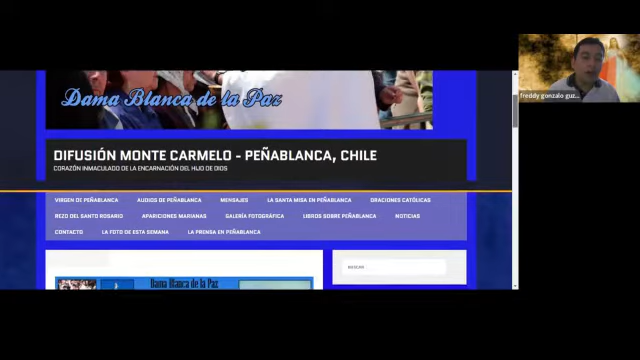 Dama Blanca de la Paz
freddy gonzalo guz...
DIFUSIÓN MONTE CARMELO - PEÑABLANCA, CHILE
CORAZÓN INMACULADO DE LA ENCARNACIÓN DEL HIJO DE DIOS
VIRGEN DE PEÑABLANCA AUDIOS DE PEÑABLANCA MENSAJES LA SANTA MISA EN PEÑABLANCA ORACIONES CATÓLICAS
REZO DEL SANTO ROSARIO APARICIONES MARIANAS GALERÍA FOTOGRÁFICA LIBROS SOBRE PEÑABLANCA NOTICIAS
CONTACTO LA FOTO DE ESTA SEMANA LA PRENSA EN PEÑABLANCA
BUSCAR
Dama Blanca de la Paz